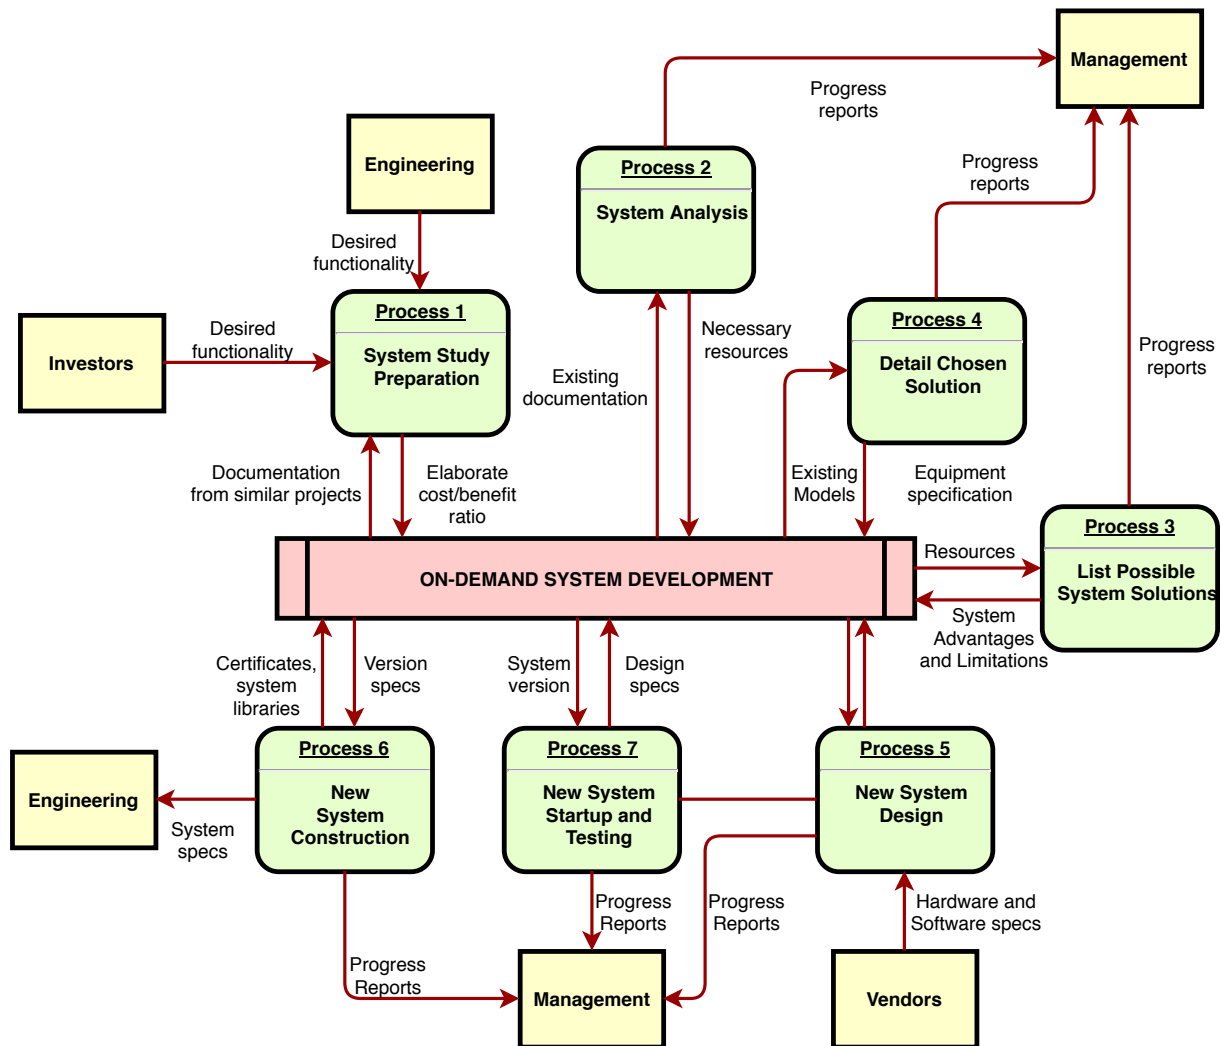 Management
Progress
reports
Engineering
Process 2
System Analysis
Progress
reports
Desired
functionality
Process 1
System Study
Preparation
Investors
Desired
functionality
Process 4
Detail Chosen
Solution
Necessary
resources
Progress
reports
Existing
documentation
Documentation
from similar projects
Elaborate
cost/benefit
ratio
Existing
Models
Equipment
specification
Process 3
List Possible
System Solutions
Resources
ON-DEMAND SYSTEM DEVELOPMENT
System
Advantages
and Limitations
Certificates,
system
libraries
Version
specs
System
version
Design
specs
Process 6
New
System
Construction
Process 7
New System
Startup and
Testing
Process 5
New System
Design
Engineering
System
specs
Progress
Reports
Progress
Reports
Hardware and
Software specs
Progress
Reports
Management
Vendors